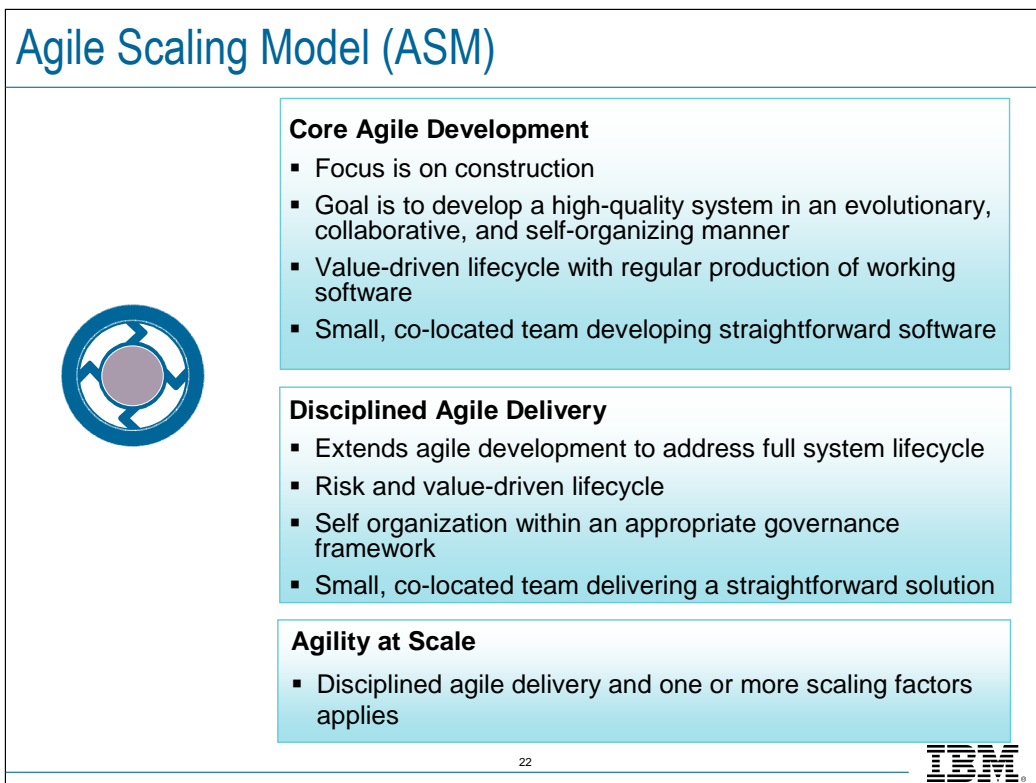 Agile Scaling Model (ASM)
Core Agile Development
▪ Focus is on construction
▪ Goal is to develop a high-quality system in an evolutionary,
collaborative, and self-organizing manner
▪ Value-driven lifecycle with regular production of working
software
▪ Small, co-located team developing straightforward software
Disciplined Agile Delivery
▪ Extends agile development to address full system lifecycle
▪ Risk and value-driven lifecycle
▪ Self organization within an appropriate governance
framework
▪ Small, co-located team delivering a straightforward solution
Agility at Scale
▪ Disciplined agile delivery and one or more scaling factors
applies
22
IBM®